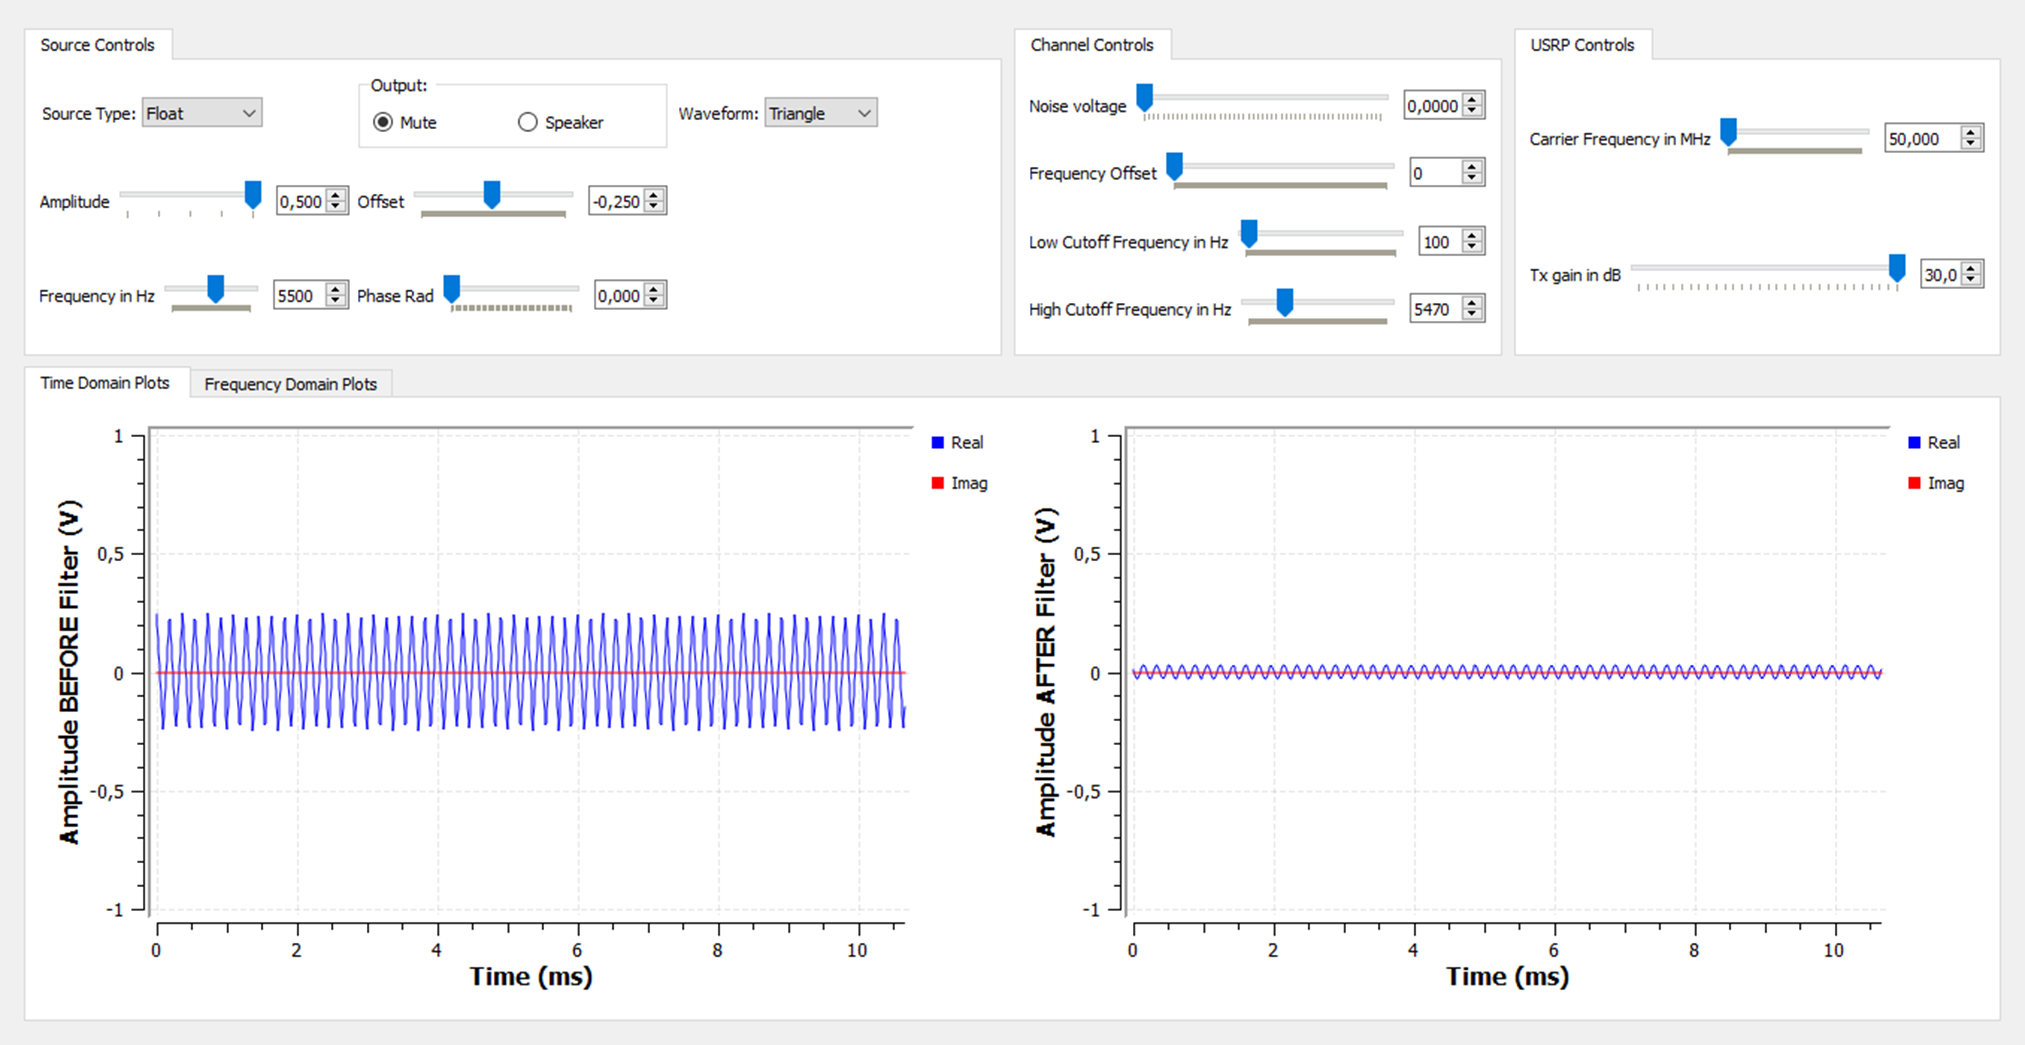 Source Controls
Source Type: Float
Output:
Mute
Speaker
Waveform: Triangle
Amplitude 0,500
Offset -0,250
Frequency in Hz 5500
Phase Rad 0,000
Channel Controls
Noise voltage 0,0000
Frequency Offset 0
Low Cutoff Frequency in Hz 100
High Cutoff Frequency in Hz 5470
USRP Controls
Carrier Frequency in MHz 50,000
Tx gain in dB 30,0
Time Domain Plots
Frequency Domain Plots
Amplitude BEFORE Filter (V)
1
0,5
0
-0,5
-1
0 2 4 6 8 10
Time (ms)
Real
Imag
Amplitude AFTER Filter (V)
1
0,5
0
-0,5
-1
0 2 4 6 8 10
Time (ms)
Real
Imag